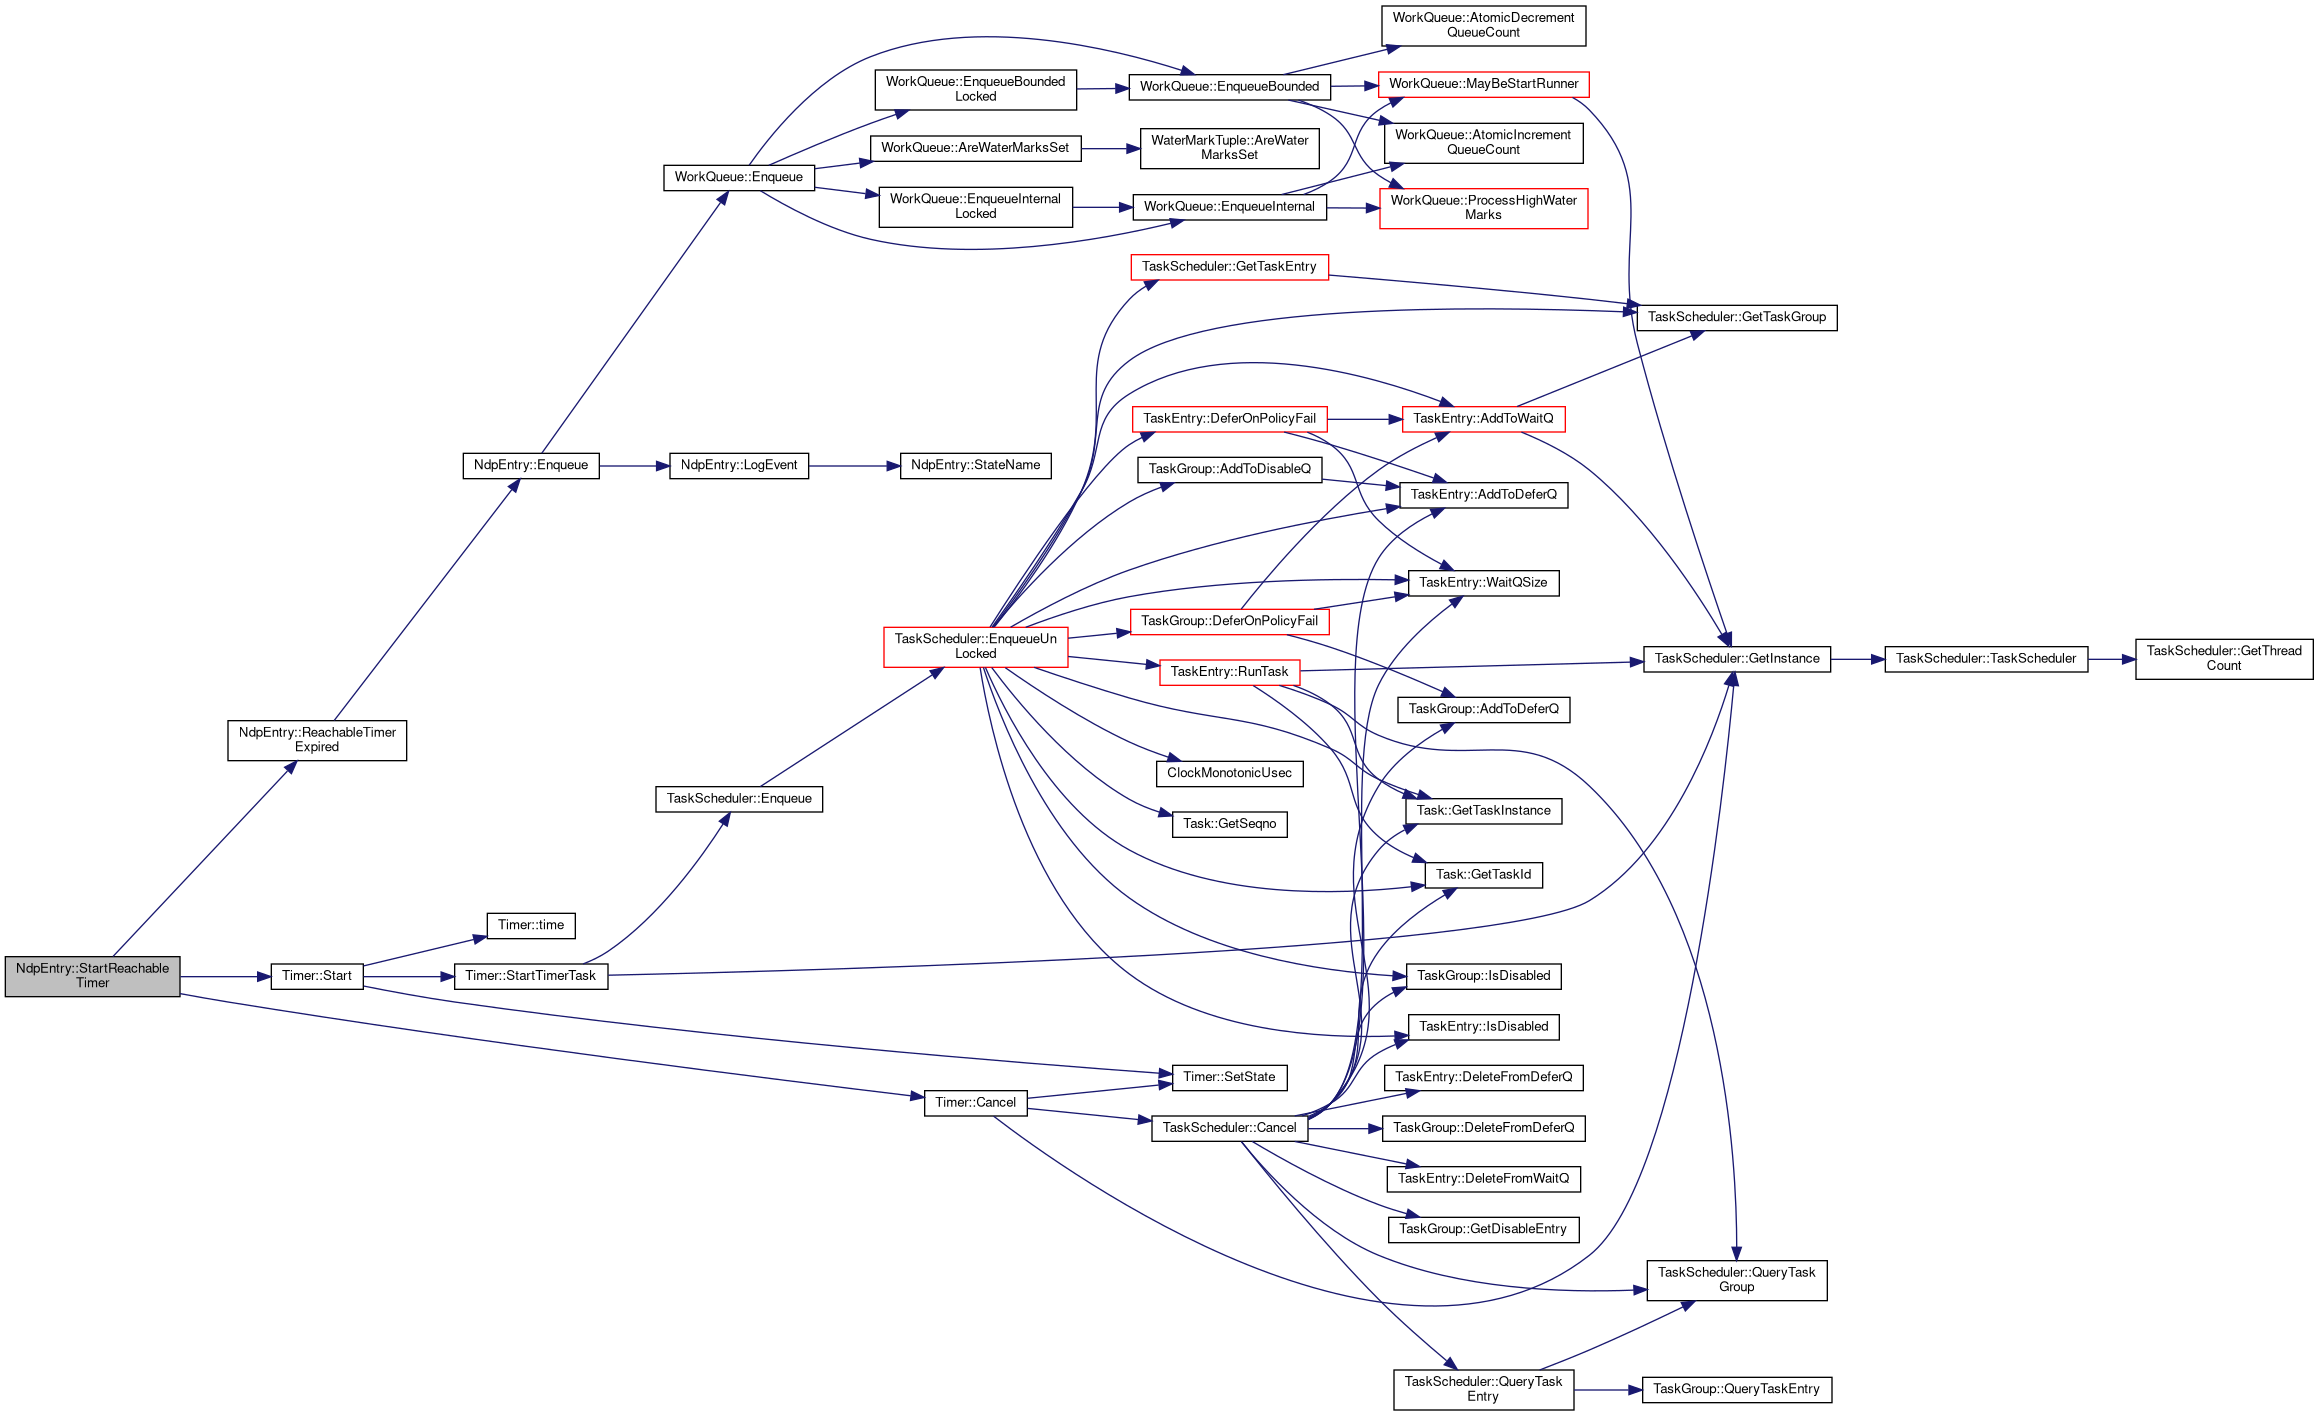 NdpEntry::StartReachable
Timer
NdpEntry::ReachableTimer
Expired
Timer::Start
NdpEntry::Enqueue
Timer::time
Timer::StartTimerTask
WorkQueue::Enqueue
NdpEntry::LogEvent
TaskScheduler::Enqueue
WorkQueue::EnqueueBounded
Locked
WorkQueue::AreWaterMarksSet
WorkQueue::EnqueueInternal
Locked
NdpEntry::StateName
TaskScheduler::EnqueueUn
Locked
Timer::Cancel
WorkQueue::EnqueueBounded
WaterMarkTuple::AreWater
MarksSet
WorkQueue::EnqueueInternal
TaskScheduler::GetTaskEntry
TaskEntry::DeferOnPolicyFail
TaskGroup::AddToDisableQ
TaskGroup::DeferOnPolicyFail
TaskEntry::RunTask
ClockMonotonicUsec
Task::GetSeqno
Timer::SetState
TaskScheduler::Cancel
WorkQueue::AtomicDecrement
QueueCount
WorkQueue::MayBeStartRunner
WorkQueue::AtomicIncrement
QueueCount
WorkQueue::ProcessHighWater
Marks
TaskEntry::AddToWaitQ
TaskEntry::AddToDeferQ
TaskEntry::WaitQSize
TaskGroup::AddToDeferQ
Task::GetTaskInstance
Task::GetTaskId
TaskGroup::IsDisabled
TaskEntry::IsDisabled
TaskEntry::DeleteFromDeferQ
TaskGroup::DeleteFromDeferQ
TaskEntry::DeleteFromWaitQ
TaskGroup::GetDisableEntry
TaskScheduler::QueryTask
Entry
TaskScheduler::GetTaskGroup
TaskScheduler::GetInstance
TaskScheduler::QueryTask
Group
TaskGroup::QueryTaskEntry
TaskScheduler::TaskScheduler
TaskScheduler::GetThread
Count